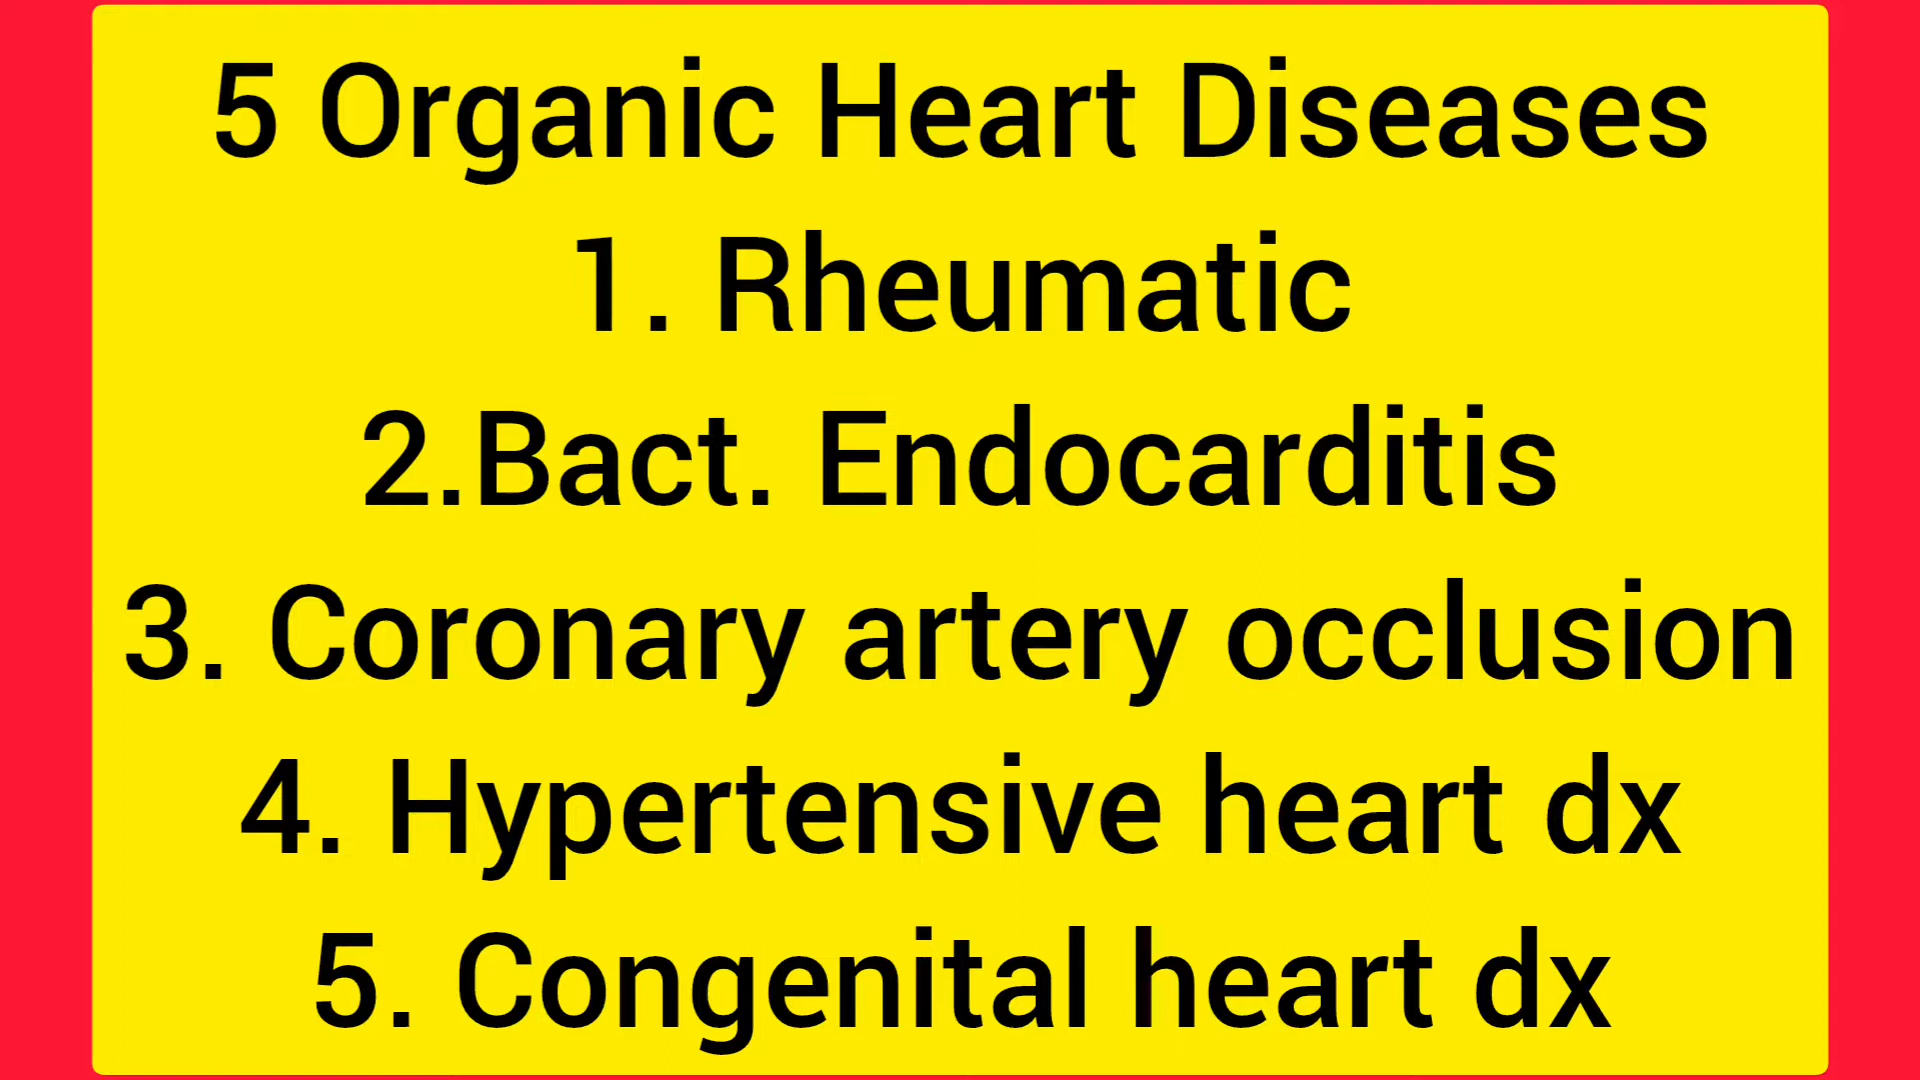 5 Organic Heart Diseases
1. Rheumatic
2.Bact. Endocarditis
3. Coronary artery occlusion
4. Hypertensive heart dx
5. Congenital heart dx